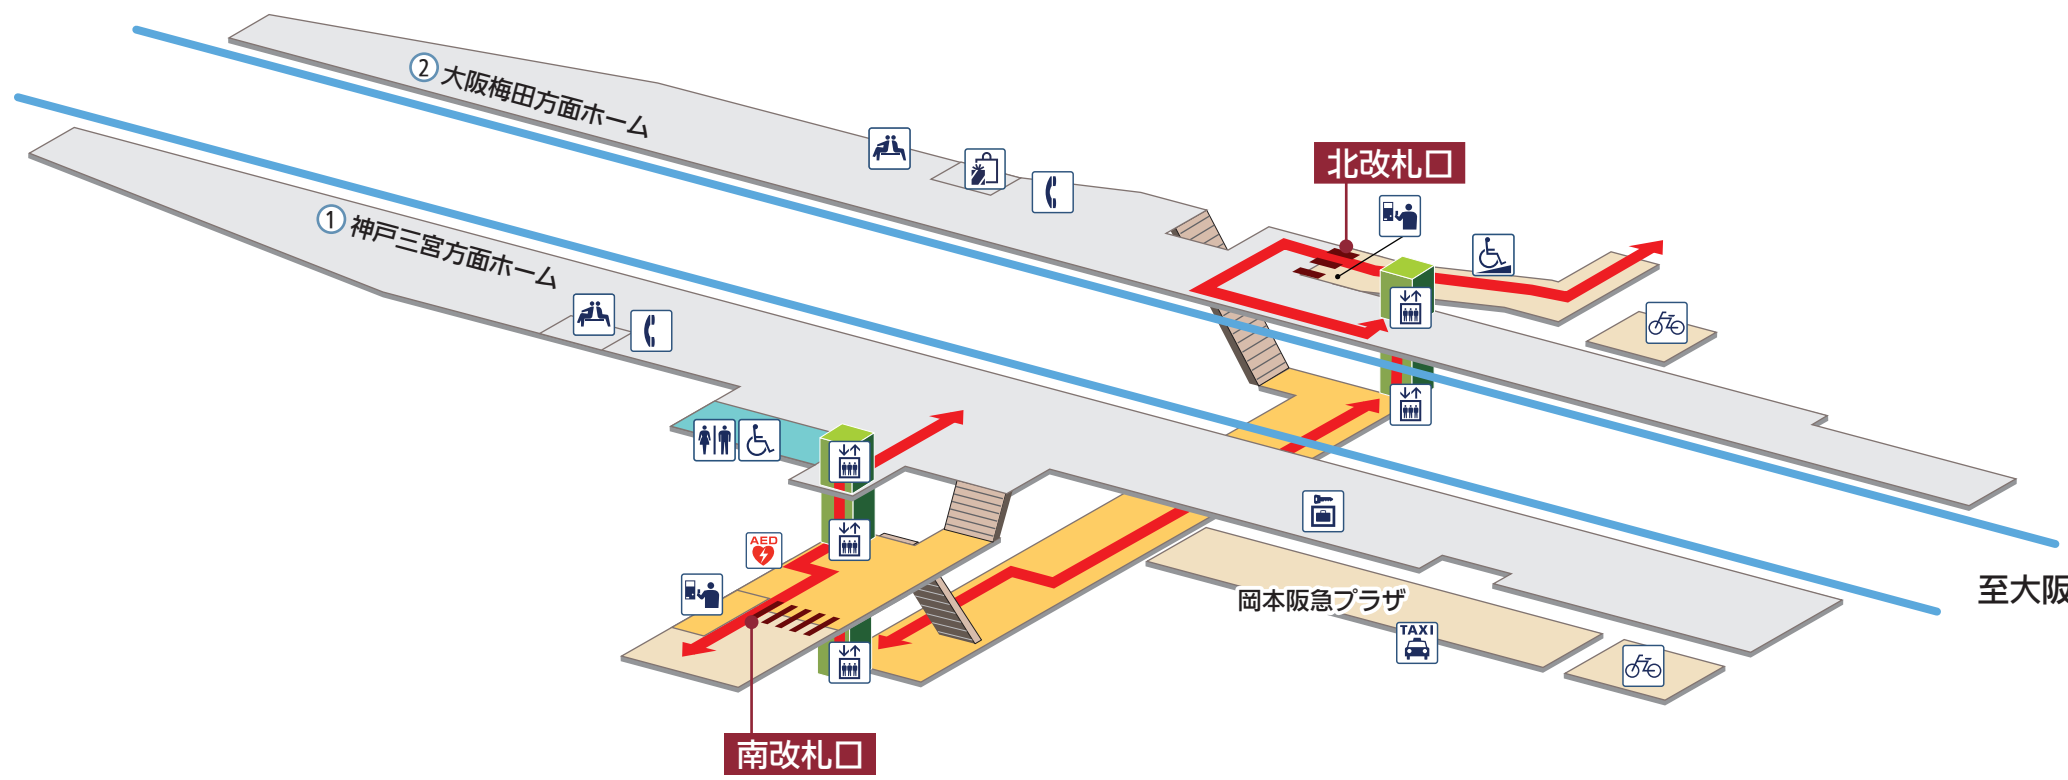 ② 大阪梅田方面ホーム
北改札口
① 神戸三宮方面ホーム
AED
至大阪
岡本阪急プラザ
TAXI
南改札口